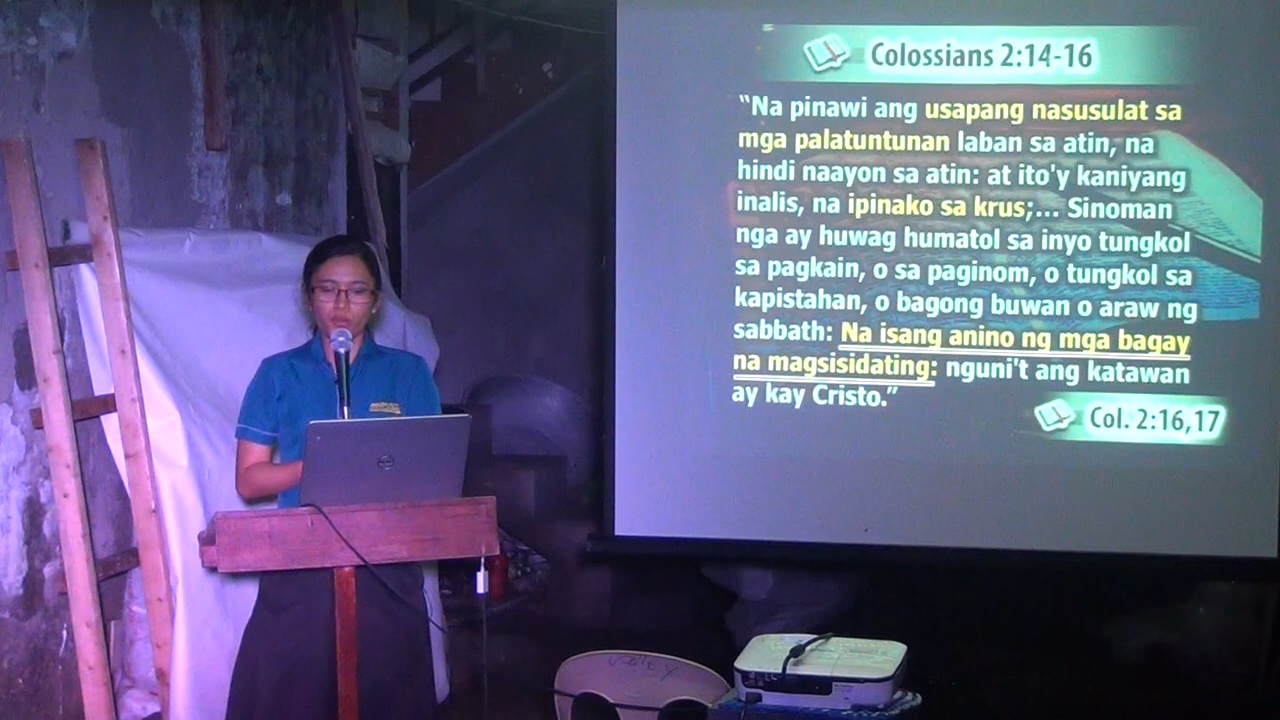 Colossians 2:14-16
“Na pinawi ang usapang nasusulat sa
mga palatuntunan laban sa atin, na
hindi naayon sa atin: at ito'y kaniyang
inalis, na ipinako sa krus;... Sinoman
nga ay huwag humatol sa inyo tungkol
sa pagkain, o sa paginom, o tungkol sa
kapistahan, o bagong buwan o araw ng
sabbath: Na isang anino ng mga bagay
na magsisidating: nguni't ang katawan
ay kay Cristo.”
Col. 2:16,17